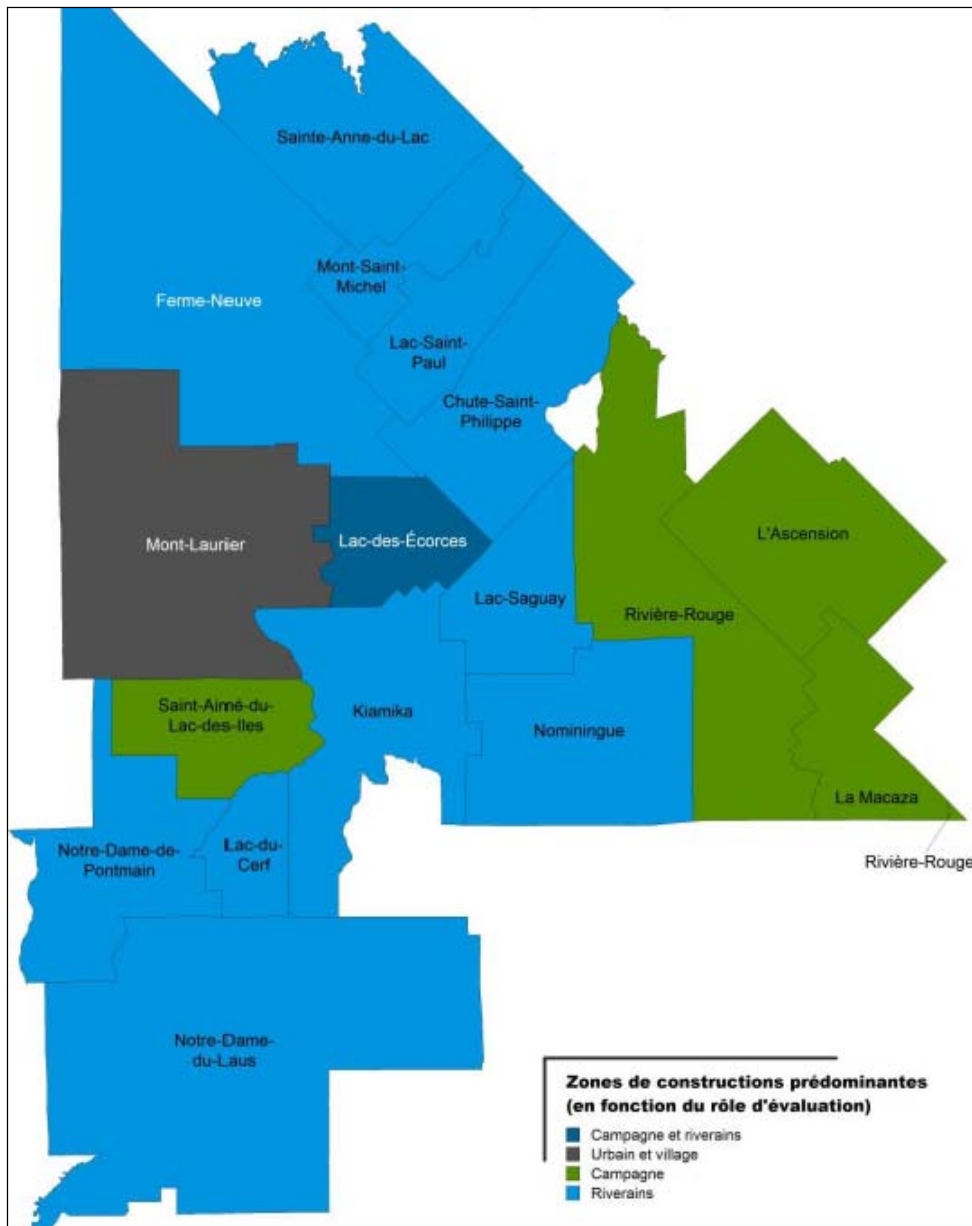 Sainte-Anne-du-Lac
Mont-Saint-
Michel
Ferme-Neuve
Lac-Saint-
Paul
Chute-Saint-
Philippe
Mont-Laurier
Lac-des-Écorces
L'Ascension
Lac-Saguay
Rivière-Rouge
Saint-Aimé-du-
Lac-des-Iles
Kiamika
Nominingue
La Macaza
Notre-Dame-de-
Pontmain
Lac-du-
Cerf
Rivière-Rouge
Notre-Dame-
du-Laus
Zones de constructions prédominantes
(en fonction du rôle d'évaluation)
Campagne et riverains
Urbain et village
Campagne
Riverains